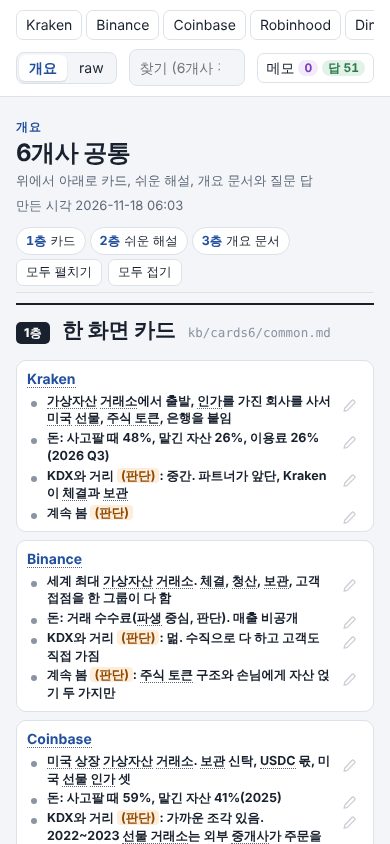 Kraken Binance Coinbase Robinhood
개요 raw 찾기 (6개사 메모 0 답 51
개요
6개사 공통
위에서 아래로 카드, 쉬운 해설, 개요 문서와 질문 답
만든 시각 2026-11-18 06:03
1층 카드 2층 쉬운 해설 3층 개요 문서
모두 펼치기 모두 접기
1층 한 화면 카드 kb/cards6/common.md
Kraken
가상자산 거래소에서 출발, 인가를 가진 회사를 사서
미국 선물, 주식 토큰, 은행을 붙임
돈: 사고팔 때 48%, 맡긴 자산 26%, 이용료 26%
(2026 Q3)
KDX와 거리 (판단): 중간. 파트너가 앞단, Kraken
이 체결과 보관
계속 봄 (판단)
Binance
세계 최대 가상자산 거래소. 체결, 청산, 보관, 고객
접점을 한 그룹이 다 함
돈: 거래 수수료(파생 중심, 판단). 매출 비공개
KDX와 거리 (판단): 멂. 수직으로 다 하고 고객도
직접 가짐
계속 봄 (판단): 주식 토큰 구조와 손님에게 자산 얹
기 두 가지만
Coinbase
미국 상장 가상자산 거래소. 보관 신탁, USDC 몫, 미
국 선물 인가 셋
돈: 사고팔 때 59%, 맡긴 자산 41%(2025)
KDX와 거리 (판단): 가까운 조각 있음.
2022~2023 선물 거래소는 외부 중개사가 주문을